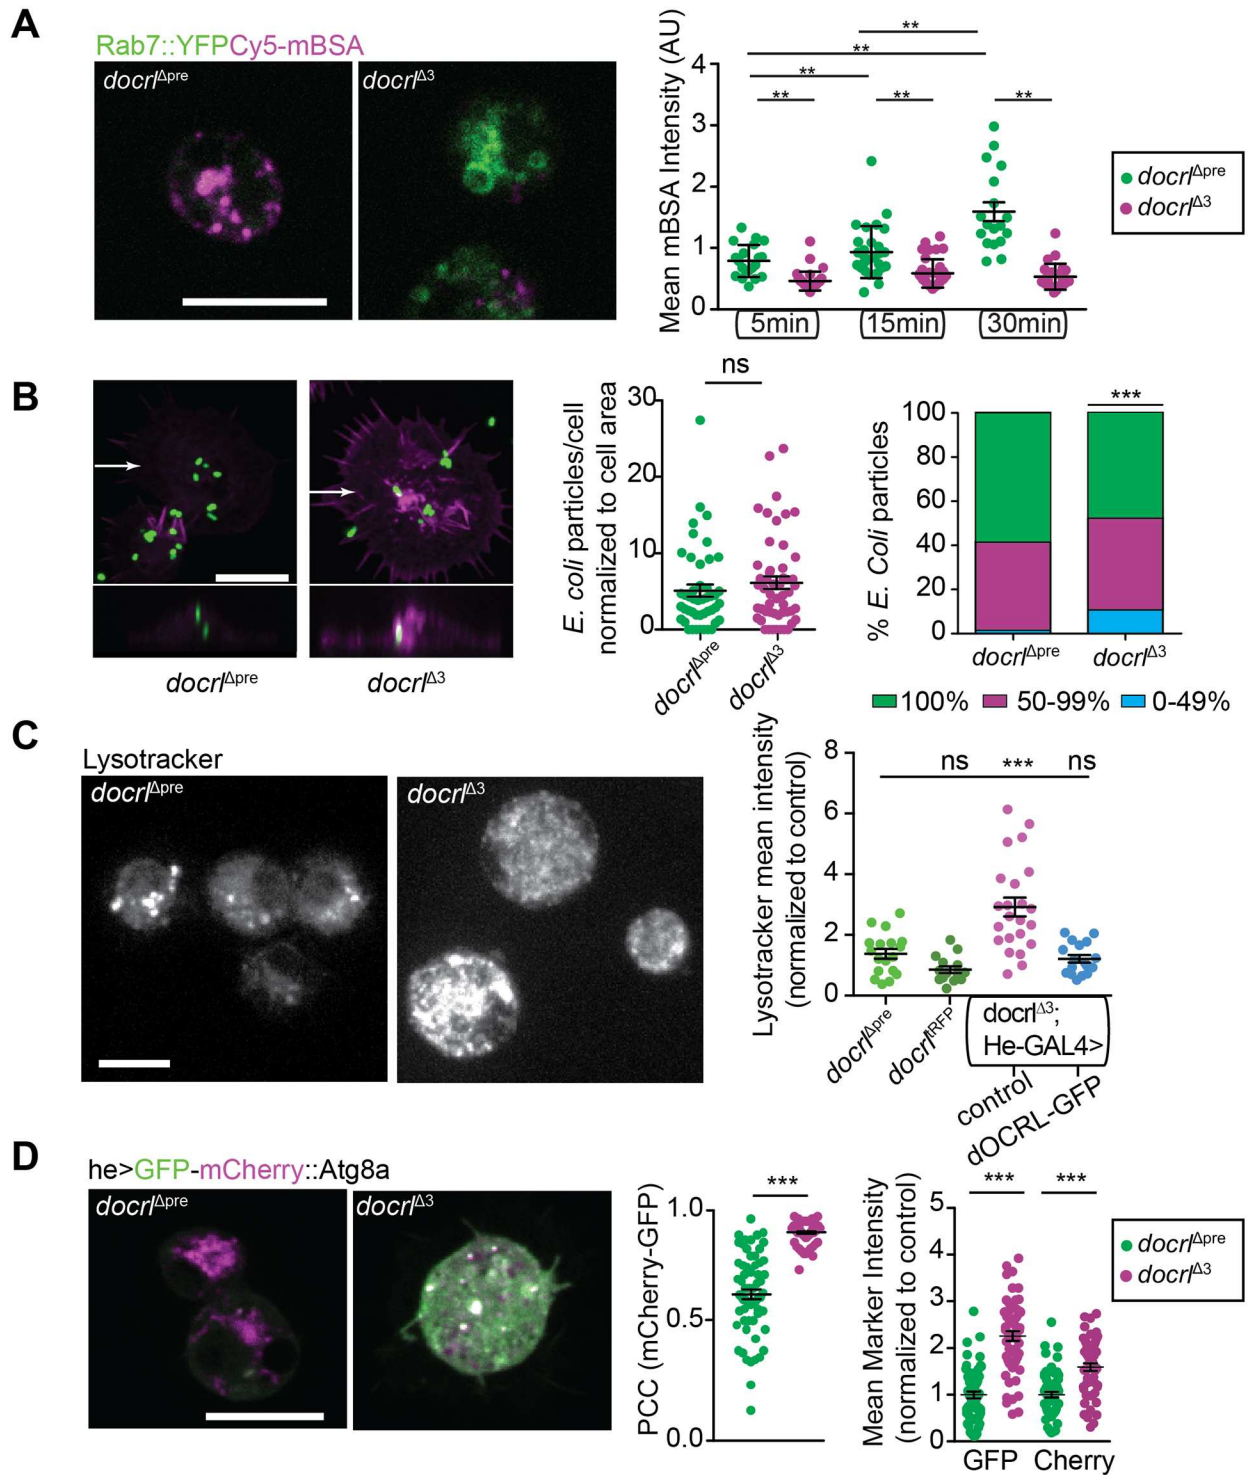 A
Rab7::YFPCy5-mBSA
docrlΔpre
docrlΔ3
Mean mBSA Intensity (AU)
4
3
2
1
0
**
**
**
**
**
**
5min
15min
30min
docrlΔpre
docrlΔ3
B
docrlΔpre
docrlΔ3
E. coli particles/cell
normalized to cell area
30
20
10
0
ns
docrlΔpre
docrlΔ3
% E. Coli particles
100
80
60
40
20
0
***
docrlΔpre
docrlΔ3
100%
50-99%
0-49%
C
Lysotracker
docrlΔpre
docrlΔ3
Lysotracker mean intensity
(normalized to control)
8
6
4
2
0
ns
***
ns
docrlΔpre
docrltRFP
docrlΔ3;
He-GAL4>
control
dOCRL-GFP
D
he>GFP-mCherry::Atg8a
docrlΔpre
docrlΔ3
PCC (mCherry-GFP)
1.0
0.5
0.0
***
Mean Marker Intensity
(normalized to control)
5
4
3
2
1
0
***
***
GFP
Cherry
docrlΔpre
docrlΔ3